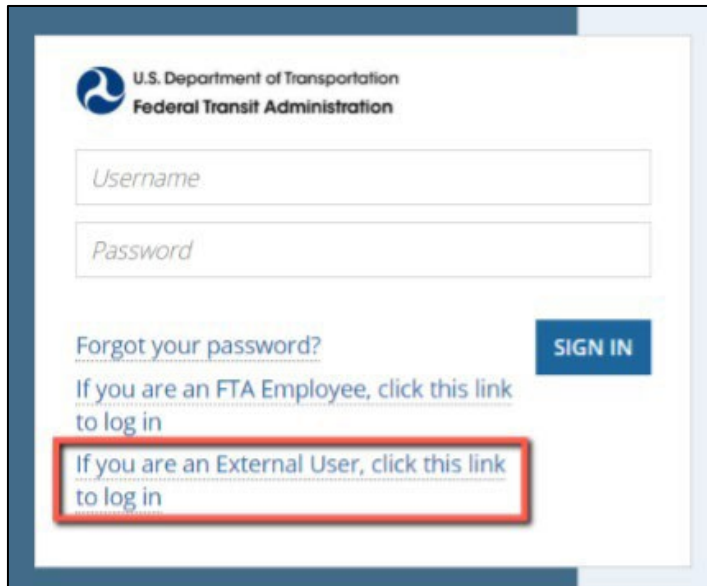 U.S. Department of Transportation
Federal Transit Administration
Username
Password
Forgot your password?
SIGN IN
If you are an FTA Employee, click this link
to log in
If you are an External User, click this link
to log in